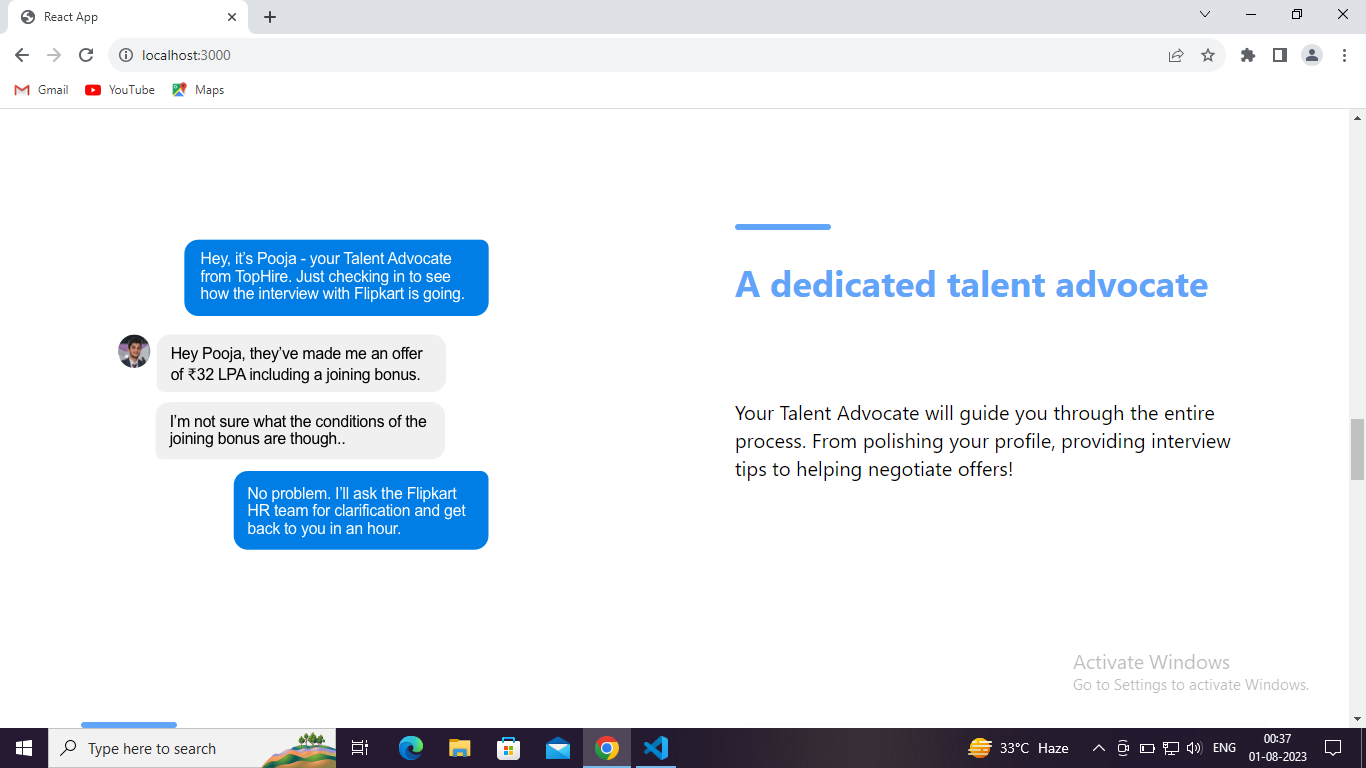 React App
localhost:3000
Gmail
YouTube
Maps
Hey, it's Pooja - your Talent Advocate
from TopHire. Just checking in to see
how the interview with Flipkart is going.
Hey Pooja, they've made me an offer
of ₹32 LPA including a joining bonus.
I'm not sure what the conditions of the
joining bonus are though..
No problem. I'll ask the Flipkart
HR team for clarification and get
back to you in an hour.
A dedicated talent advocate
Your Talent Advocate will guide you through the entire
process. From polishing your profile, providing interview
tips to helping negotiate offers!
Activate Windows
Go to Settings to activate Windows.
Type here to search
33°C Haze
ENG
00:37
01-08-2023